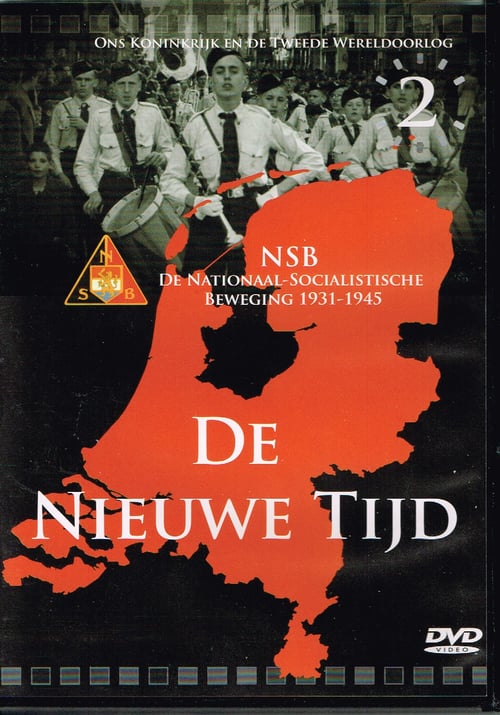 Ons Koninkrijk en de Tweede Wereldoorlog
2
NSB
De Nationaal-Socialistische
Beweging 1931-1945
N
S B
De
Nieuwe Tijd
DVD
VIDEO